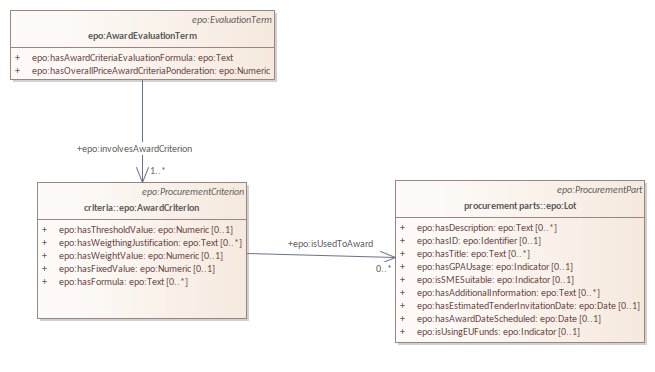 epo:EvaluationTerm
epo:AwardEvaluationTerm
+ epo:hasAwardCriteriaEvaluationFormula: epo:Text
+ epo:hasOverallPriceAwardCriteriaPonderation: epo:Numeric
+epo:involvesAwardCriterion
1..*
epo:ProcurementCriterion
criteria::epo:AwardCriterion
+ epo:hasThresholdValue: epo:Numeric [0..1]
+ epo:hasWeigthingJustification: epo:Text [0..*]
+ epo:hasWeightValue: epo:Numeric [0..1]
+ epo:hasFixedValue: epo:Numeric [0..1]
+ epo:hasFormula: epo:Text [0..*]
+epo:isUsedToAward
0..*
epo:ProcurementPart
procurement parts::epo:Lot
+ epo:hasDescription: epo:Text [0..*]
+ epo:hasID: epo:Identifier [0..1]
+ epo:hasTitle: epo:Text [0..*]
+ epo:hasGPAUsage: epo:Indicator [0..1]
+ epo:isSMESuitable: epo:Indicator [0..1]
+ epo:hasAdditionalInformation: epo:Text [0..*]
+ epo:hasEstimatedTenderInvitationDate: epo:Date [0..1]
+ epo:hasAwardDateScheduled: epo:Date [0..1]
+ epo:isUsingEUFunds: epo:Indicator [0..1]